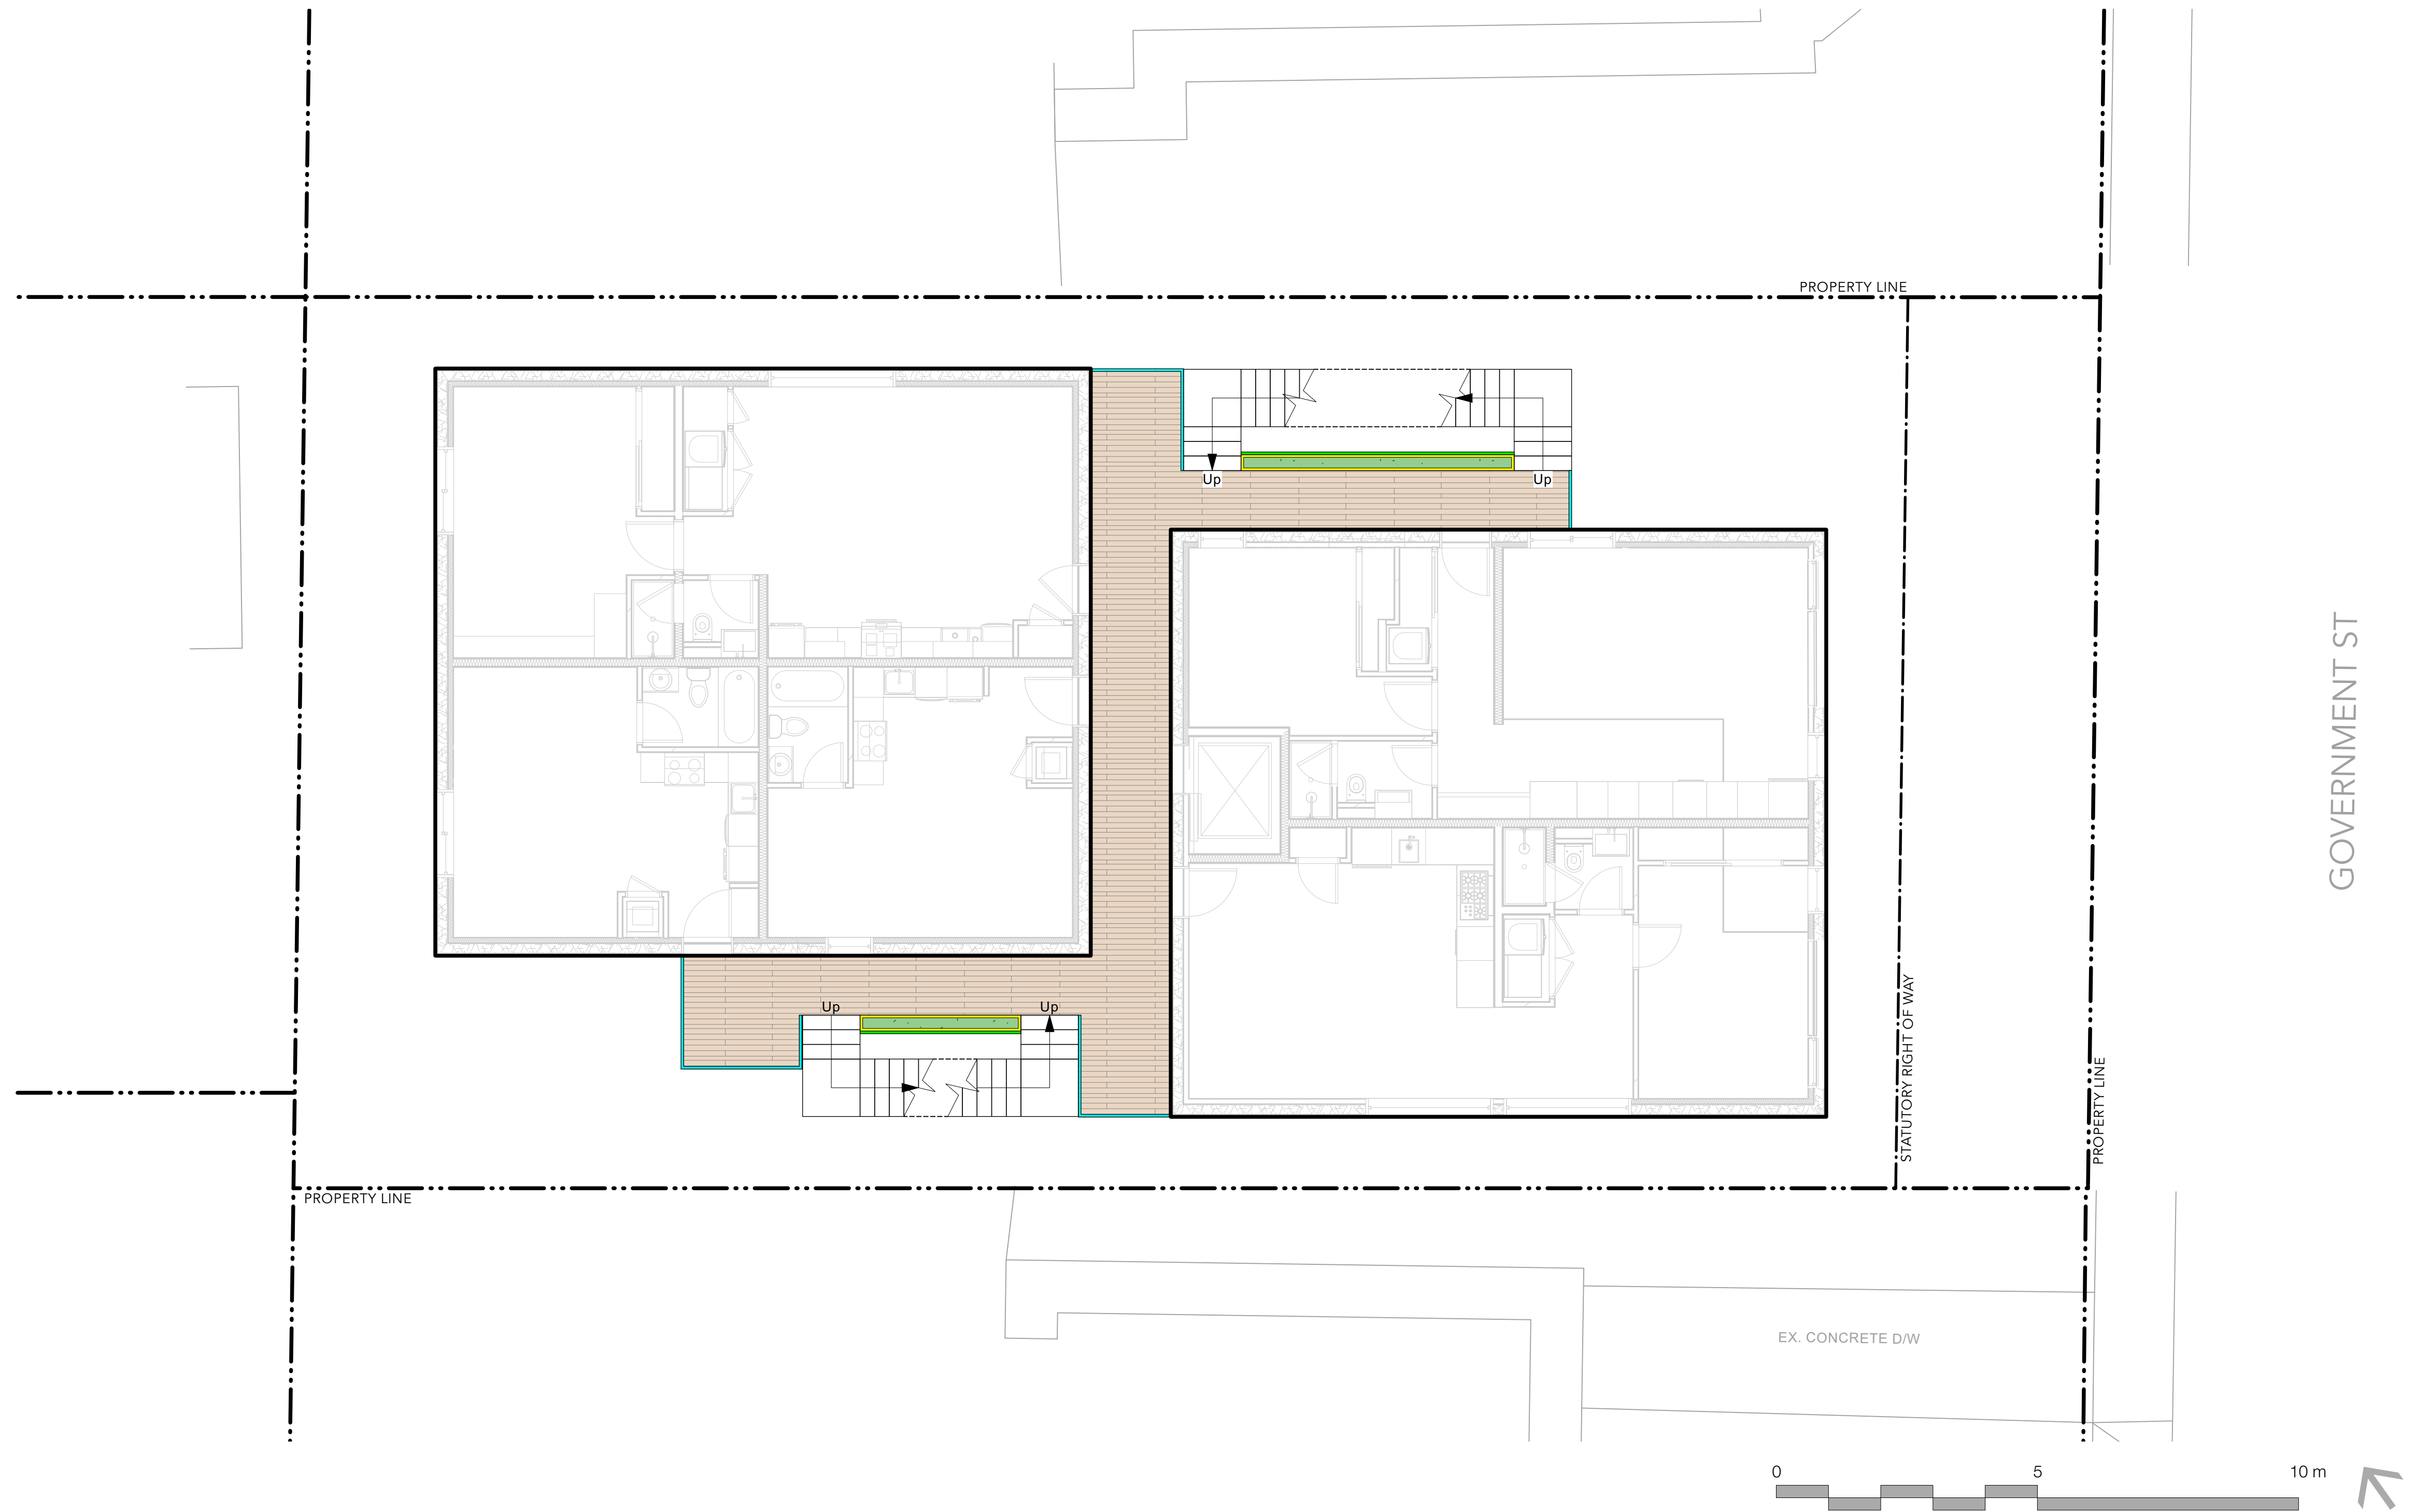 PROPERTY LINE
Up
Up
GOVERNMENT ST
Up
Up
STATUTORY RIGHT OF WAY
PROPERTY LINE
PROPERTY LINE
EX. CONCRETE D/W
0 5 10 m